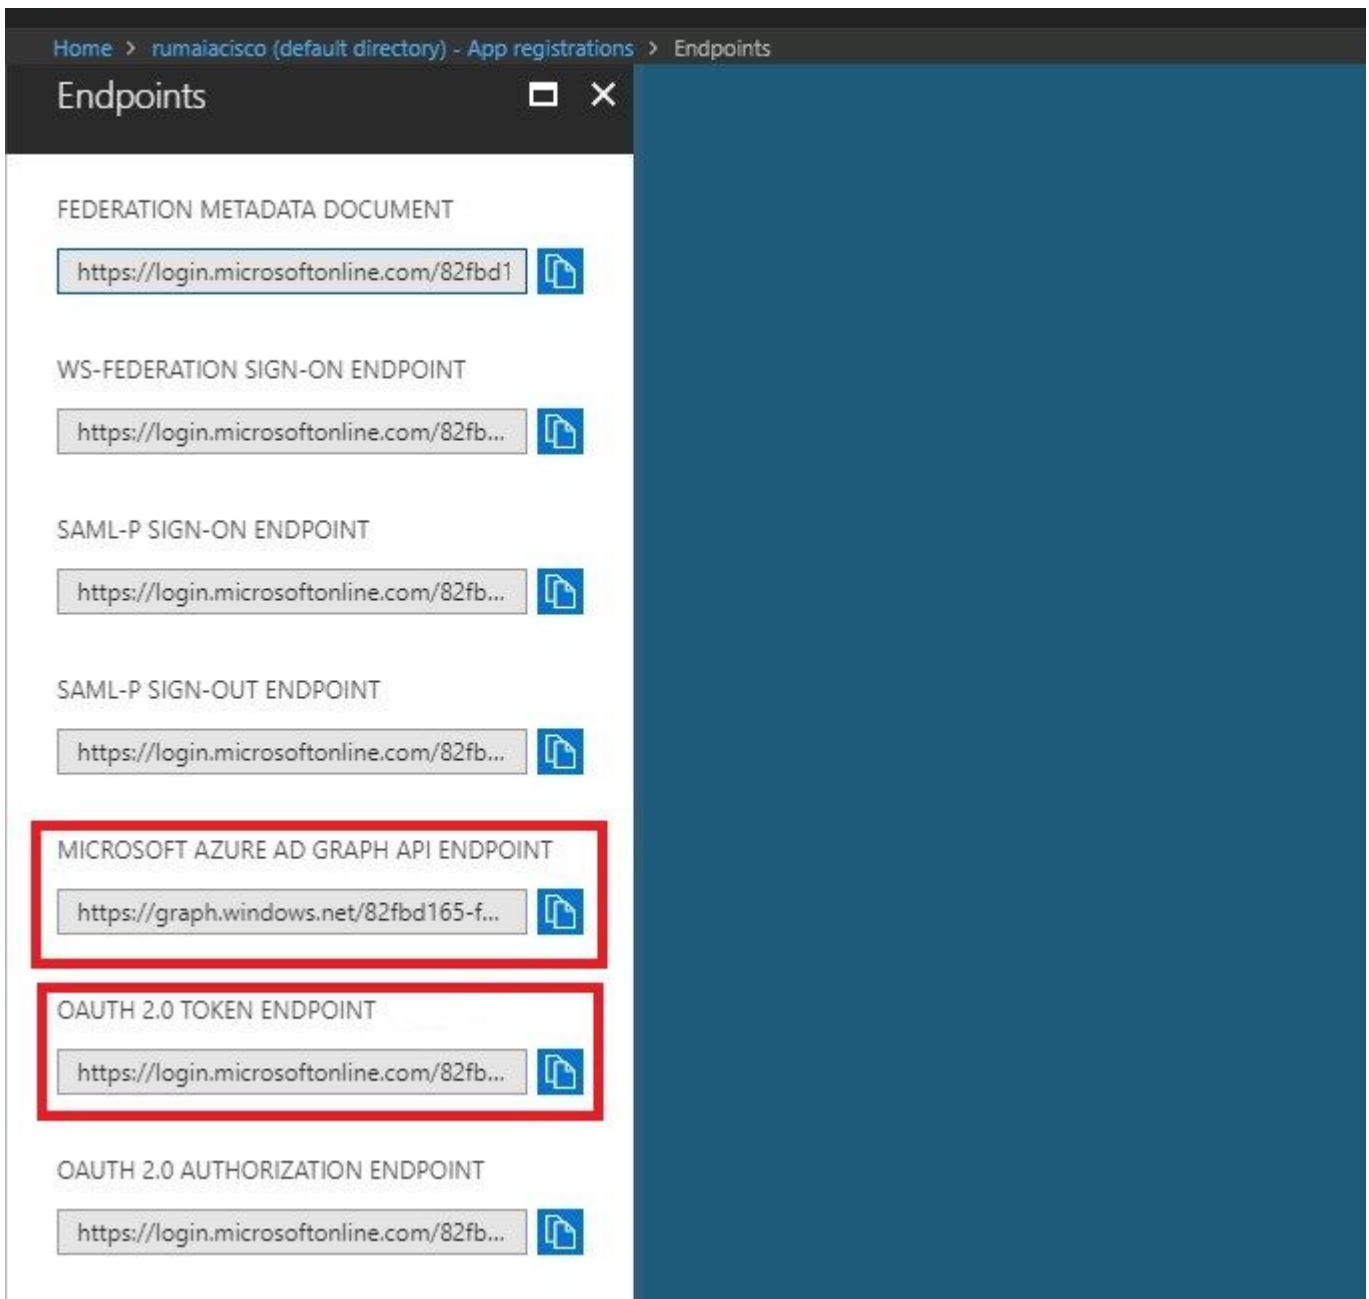 Home > rumaiacisco (default directory) - App registrations > Endpoints
Endpoints
FEDERATION METADATA DOCUMENT
https://login.microsoftonline.com/82fbd1
WS-FEDERATION SIGN-ON ENDPOINT
https://login.microsoftonline.com/82fb...
SAML-P SIGN-ON ENDPOINT
https://login.microsoftonline.com/82fb...
SAML-P SIGN-OUT ENDPOINT
https://login.microsoftonline.com/82fb...
MICROSOFT AZURE AD GRAPH API ENDPOINT
https://graph.windows.net/82fbd165-f...
OAUTH 2.0 TOKEN ENDPOINT
https://login.microsoftonline.com/82fb...
OAUTH 2.0 AUTHORIZATION ENDPOINT
https://login.microsoftonline.com/82fb...